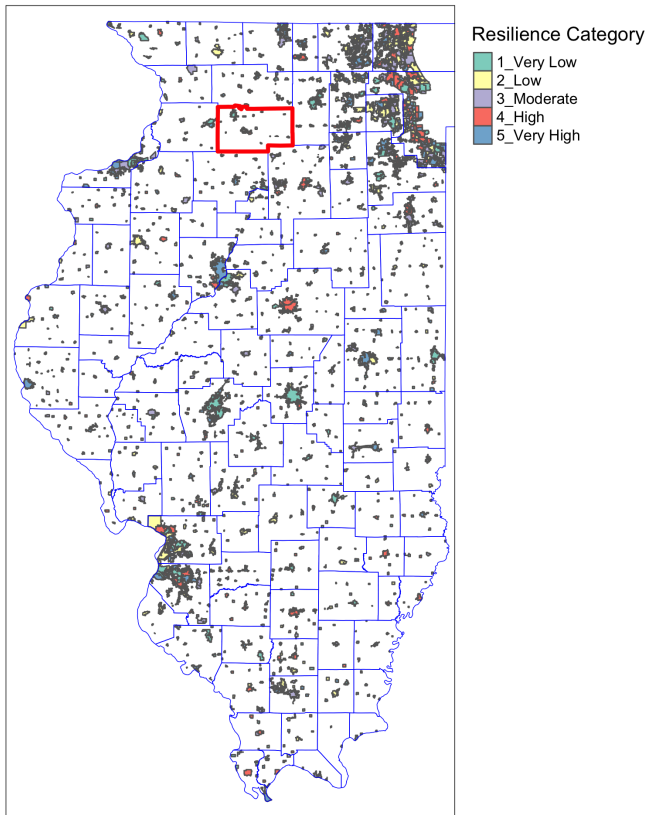 Resilience Category
1_Very Low
2_Low
3_Moderate
4_High
5_Very High